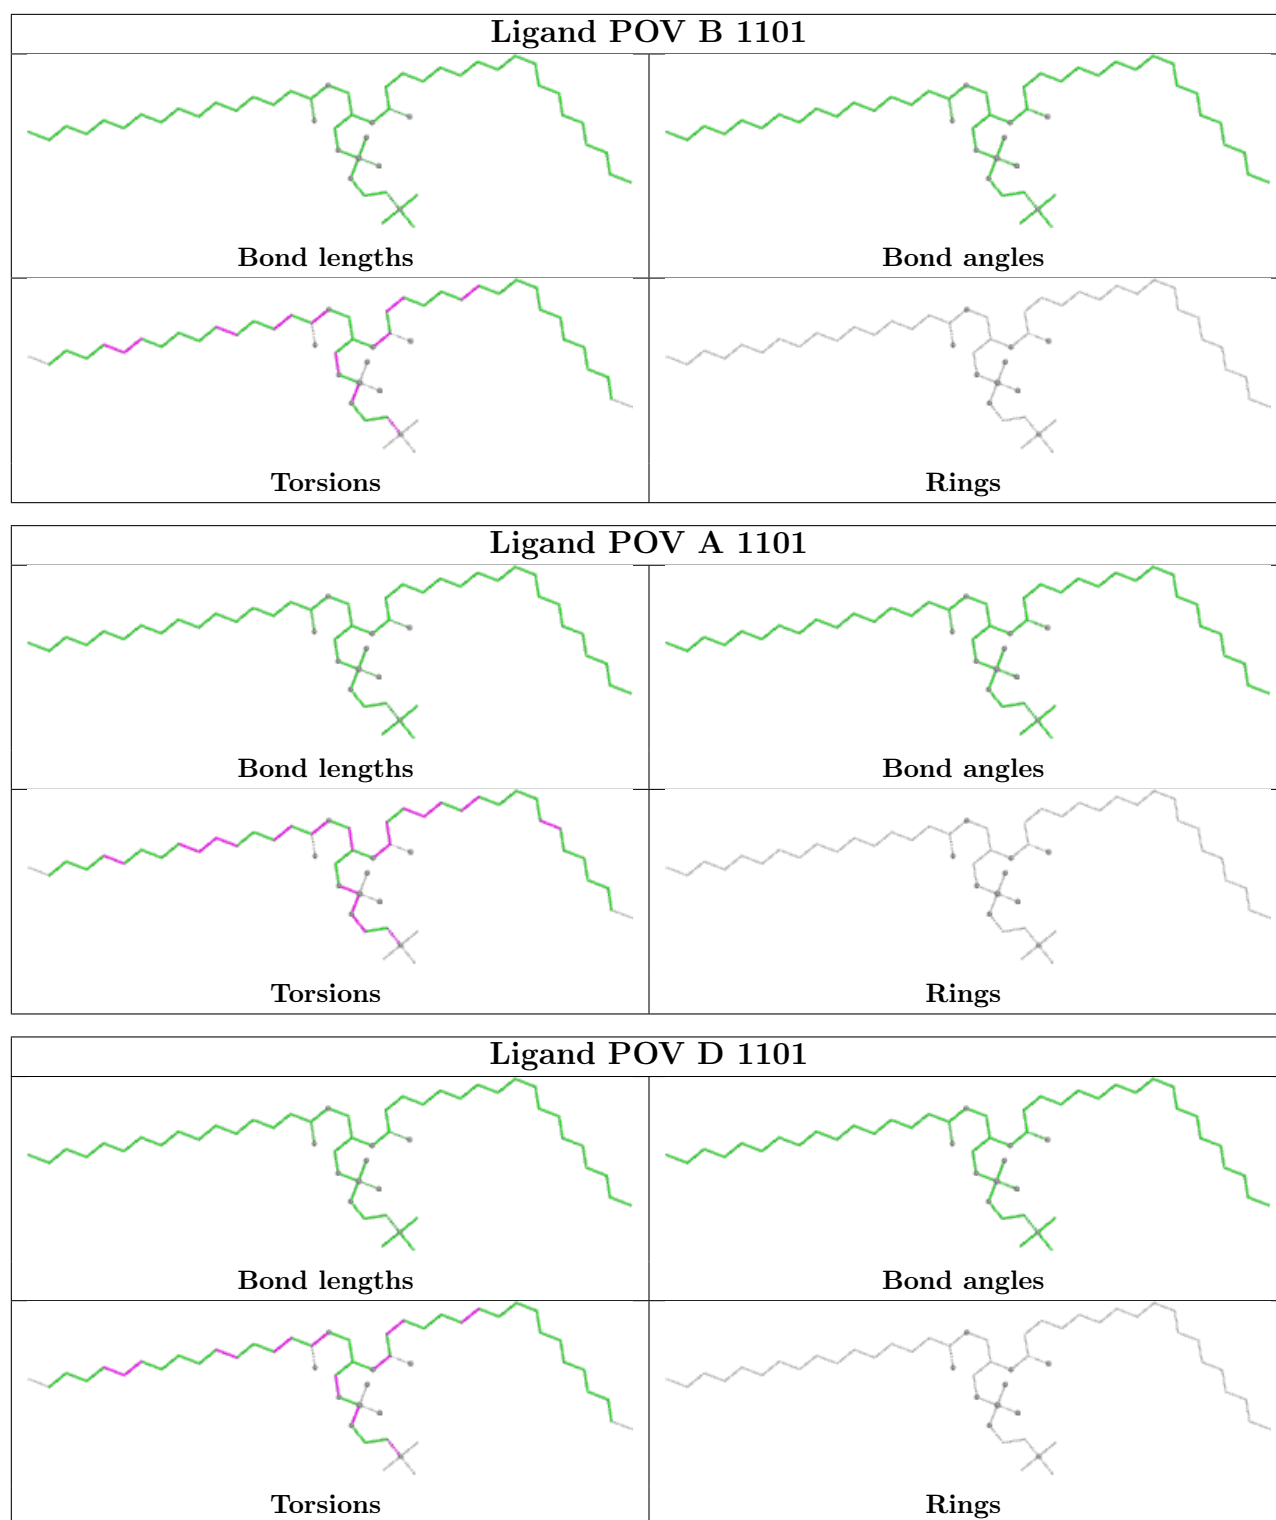 Ligand POV B 1101
Bond lengths
Bond angles
Torsions
Rings
Ligand POV A 1101
Bond lengths
Bond angles
Torsions
Rings
Ligand POV D 1101
Bond lengths
Bond angles
Torsions
Rings